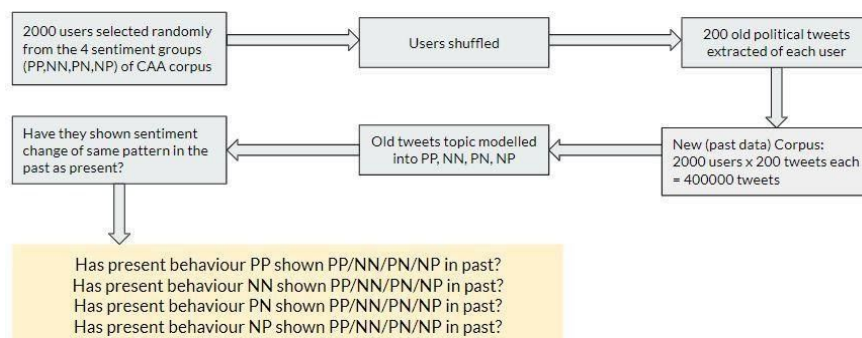 2000 users selected randomly
from the 4 sentiment groups
(PP,NN,PN,NP) of CAA corpus
Users shuffled
200 old political tweets
extracted of each user
New (past data) Corpus:
2000 users x 200 tweets each
= 400000 tweets
Old tweets topic modelled
into PP, NN, PN, NP
Have they shown sentiment
change of same pattern in the
past as present?
Has present behaviour PP shown PP/NN/PN/NP in past?
Has present behaviour NN shown PP/NN/PN/NP in past?
Has present behaviour PN shown PP/NN/PN/NP in past?
Has present behaviour NP shown PP/NN/PN/NP in past?